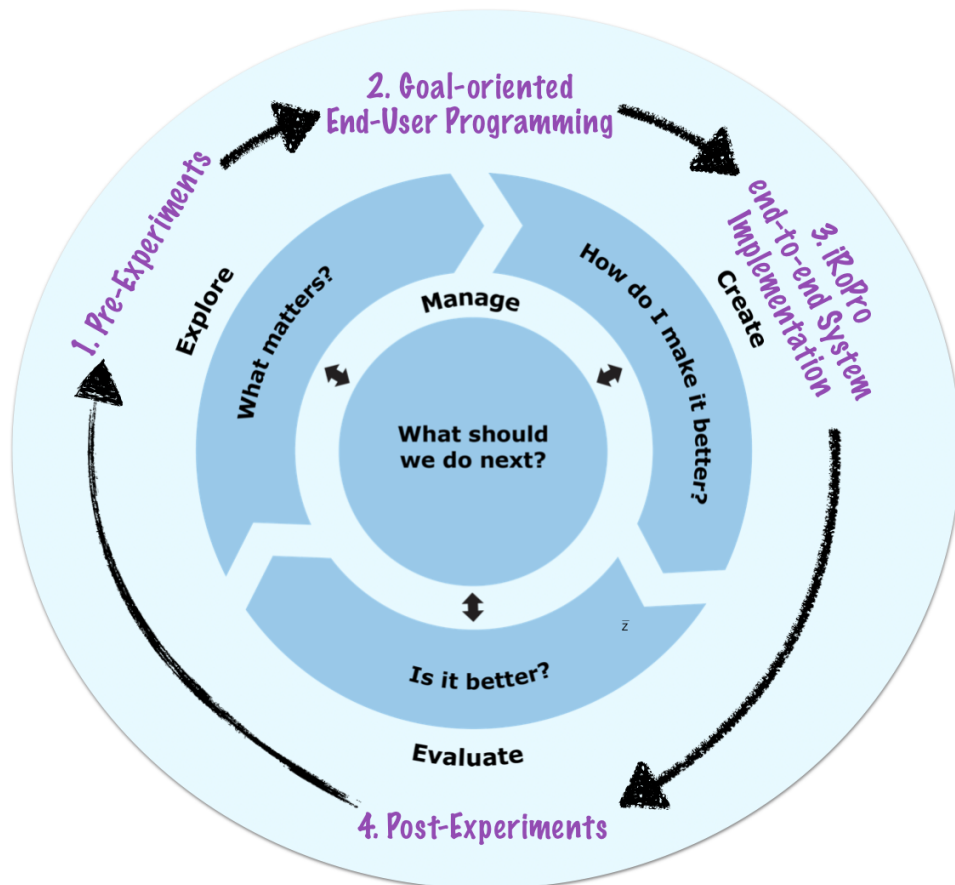 2. Goal-oriented
End-User Programming
1. Pre-Experiments
3. iRoPro
end-to-end System
Implementation
Explore
What matters?
Manage
How do I make it better?
Create
What should
we do next?
z̄
Is it better?
Evaluate
4. Post-Experiments